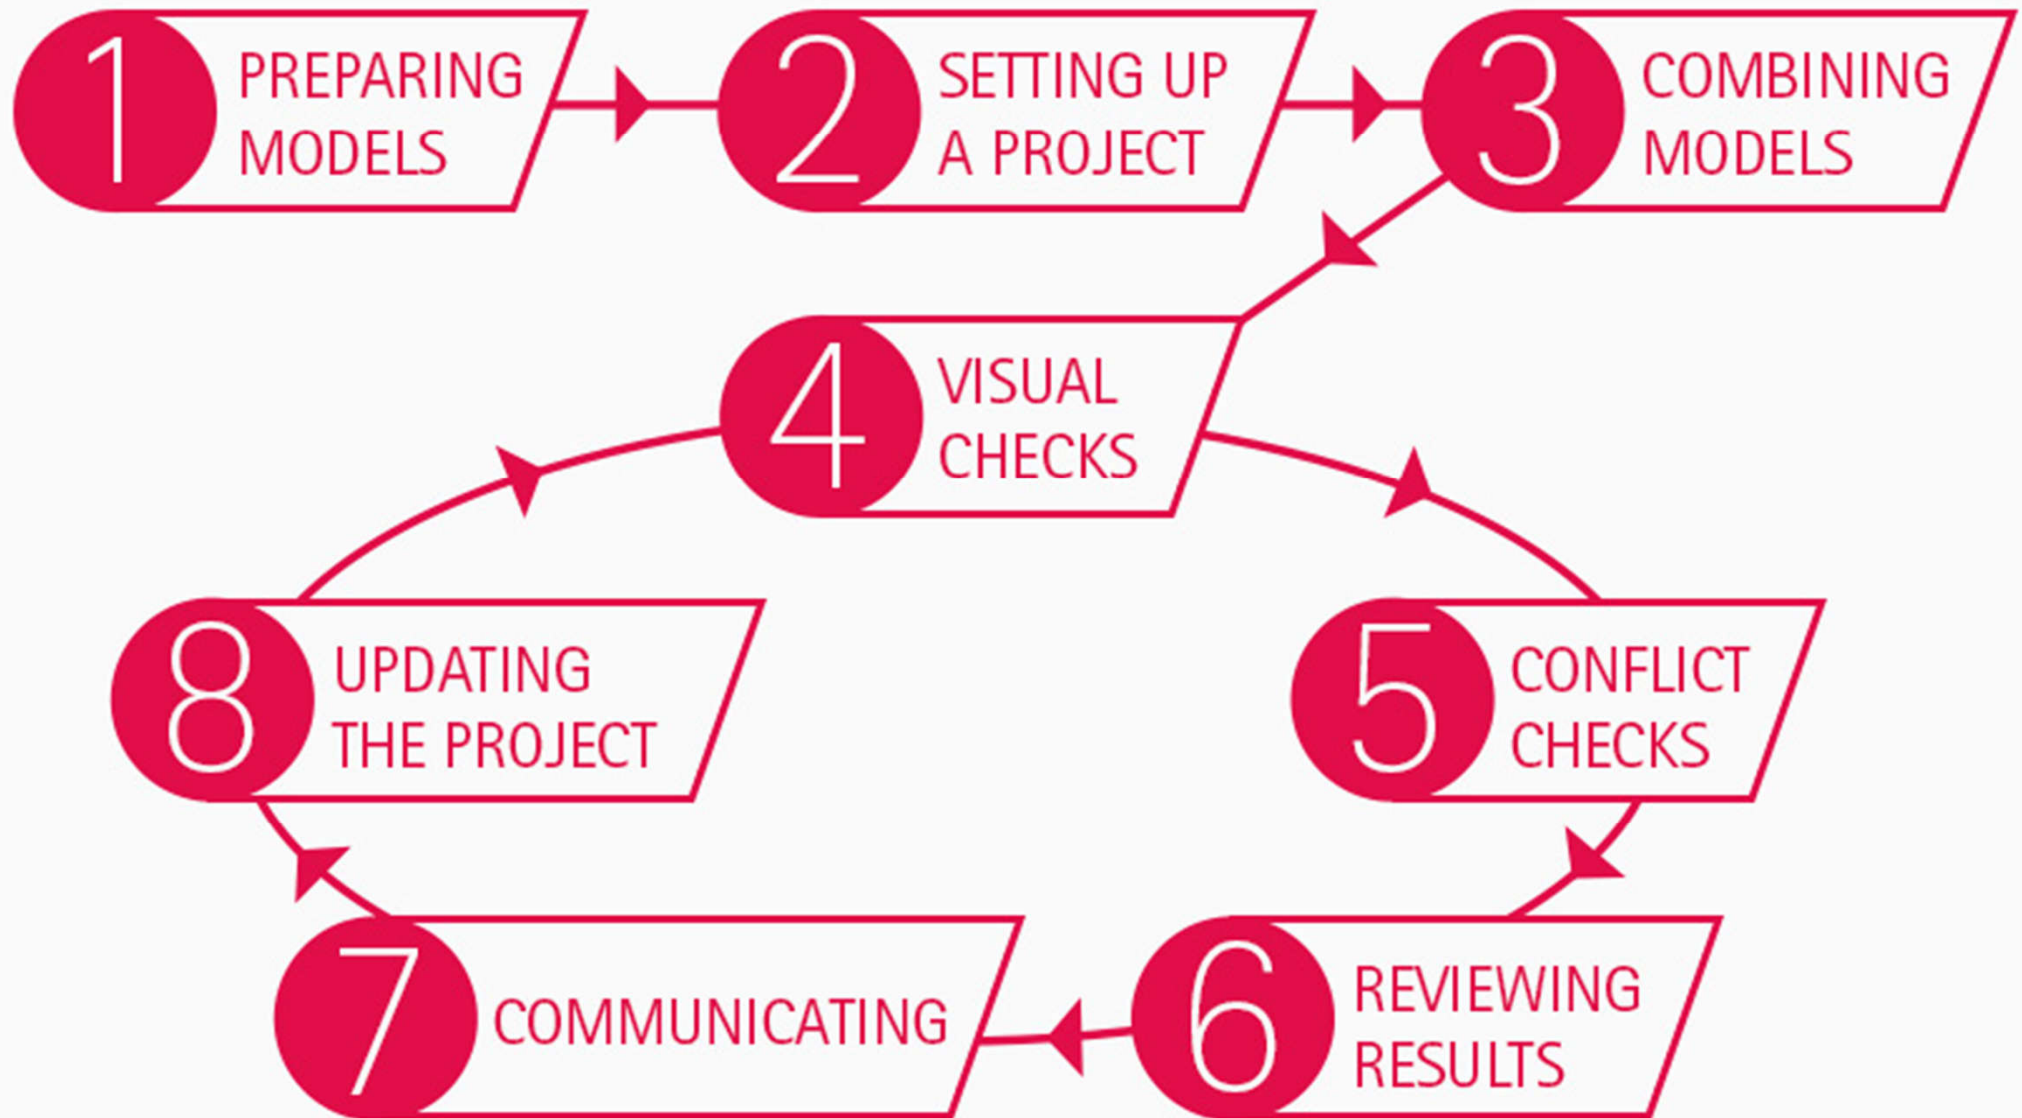 1
PREPARING
MODELS
2
SETTING UP
A PROJECT
3
COMBINING
MODELS
4
VISUAL
CHECKS
5
CONFLICT
CHECKS
6
REVIEWING
RESULTS
7
COMMUNICATING
8
UPDATING
THE PROJECT